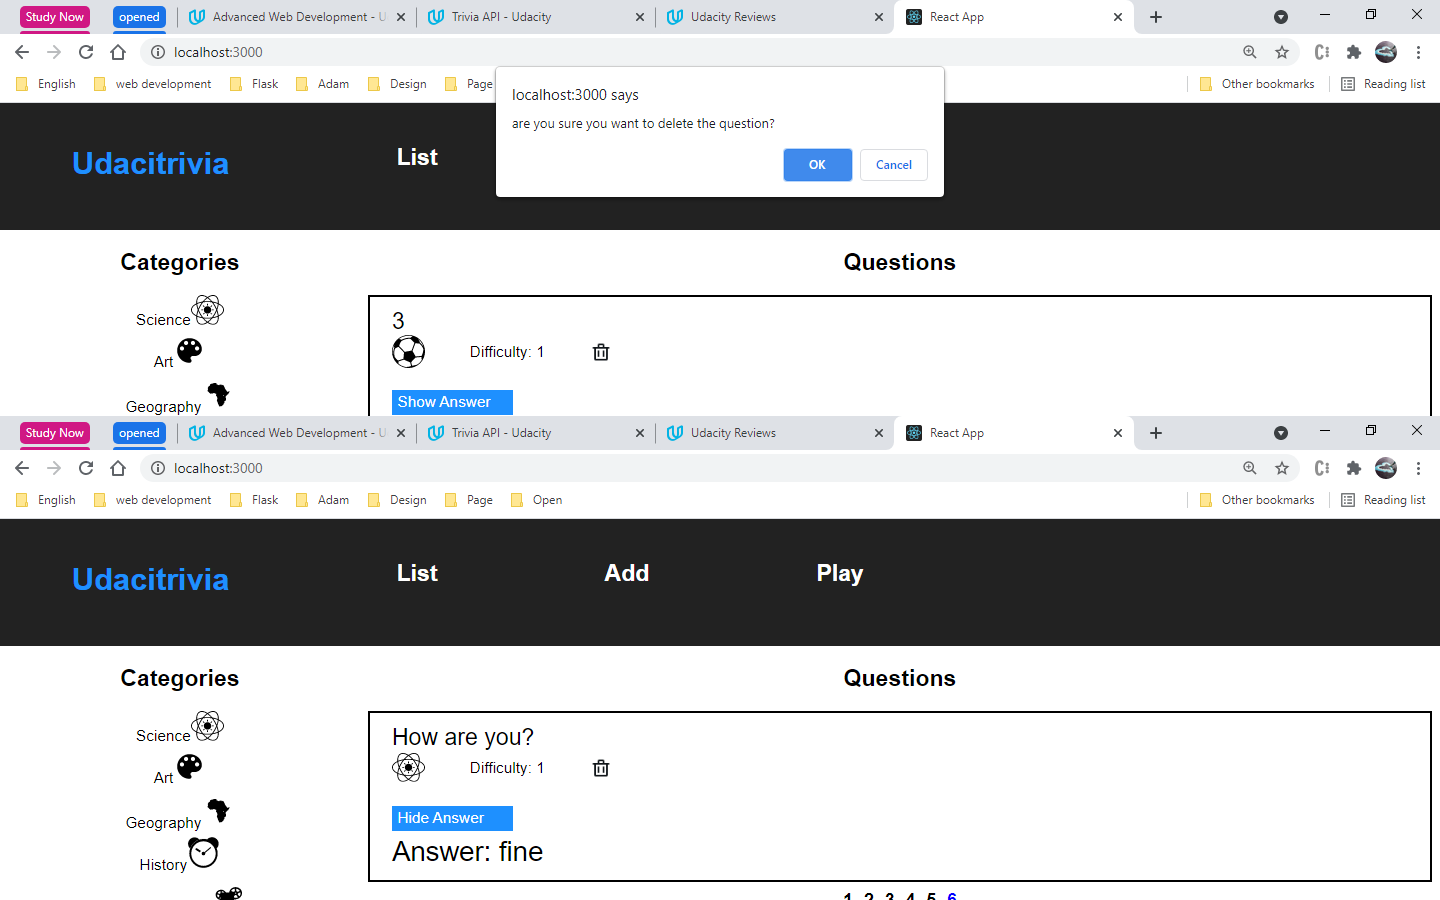 Study Now opened Advanced Web Development - U Trivia API - Udacity Udacity Reviews React App
localhost:3000
English web development Flask Adam Design Page Other bookmarks Reading list
localhost:3000 says
are you sure you want to delete the question?
OK Cancel
Udacitrivia List
Categories Questions
3
Science
Difficulty: 1
Art
Show Answer
Geography
Study Now opened Advanced Web Development - U Trivia API - Udacity Udacity Reviews React App
localhost:3000
English web development Flask Adam Design Page Open Other bookmarks Reading list
Udacitrivia List Add Play
Categories Questions
Science How are you?
Difficulty: 1
Art
Geography Hide Answer
History Answer: fine
1 2 3 4 5 6